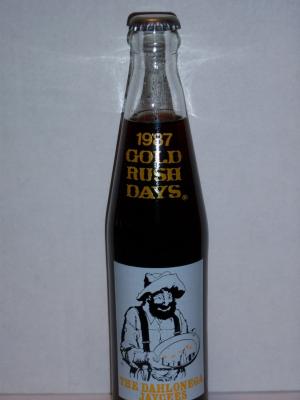 1987
GOLD
RUSH
DAYS®
THE DAHLONEGA
JAYCEES